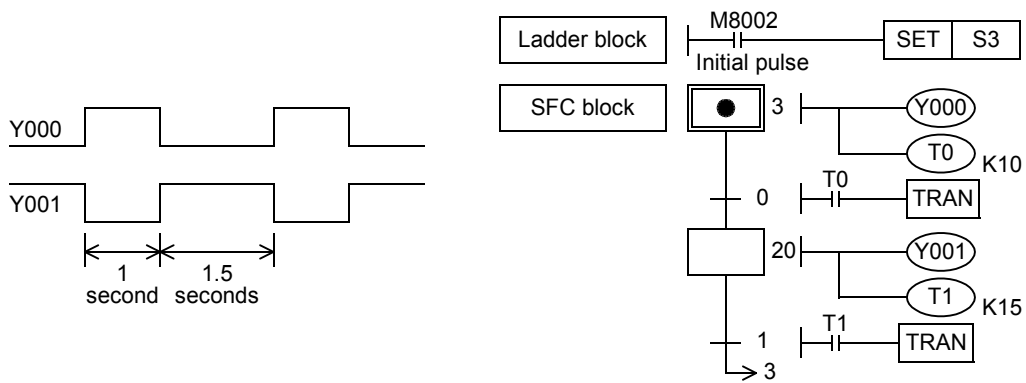 Y000
Y001
1
second
1.5
seconds
Ladder block
M8002
Initial pulse
SET S3
SFC block
3
Y000
T0 K10
0
T0
TRAN
20
Y001
T1 K15
1
T1
TRAN
3